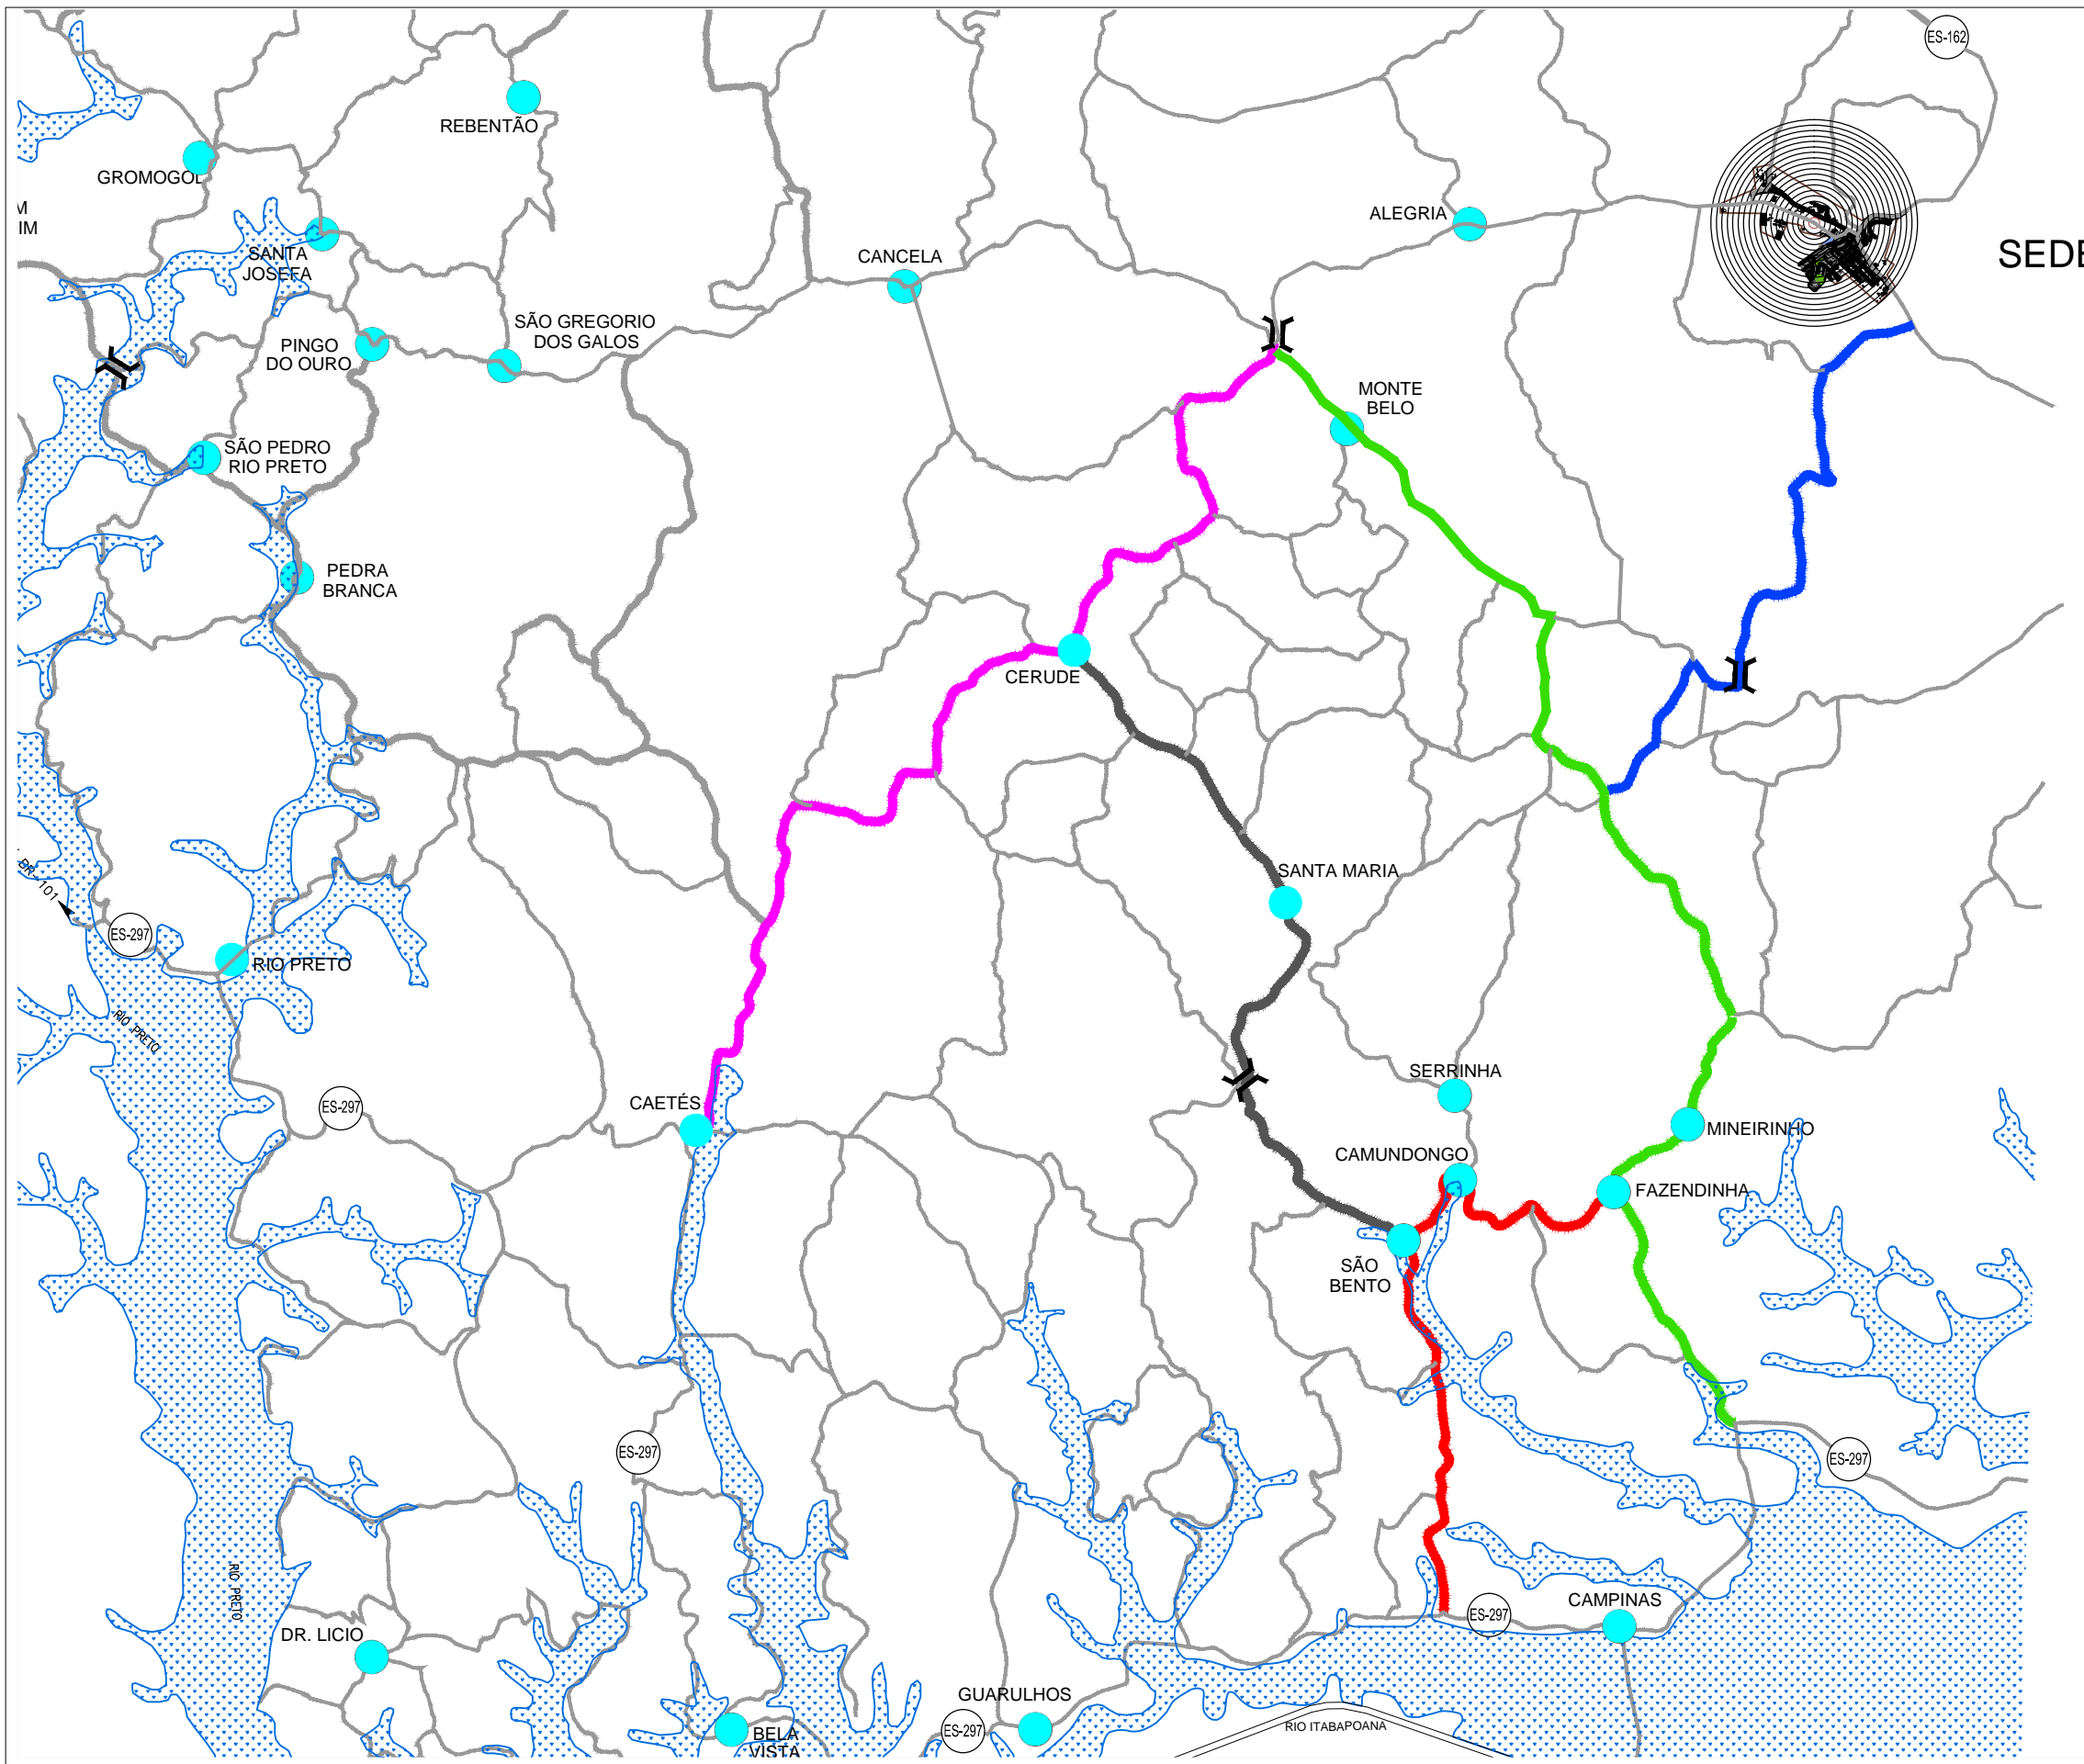 ES-162
REBENTÃO
GROMOGOL
M
IM
ALEGRIA
SEDE
SANTA
JOSEFA
CANCELA
SÃO GREGORIO
DOS GALOS
PINGO
DO OURO
MONTE
BELO
SÃO PEDRO
RIO PRETO
PEDRA
BRANCA
CERUDE
SANTA MARIA
BR-101
ES-297
RIO PRETO
RIO PRETO
SERRINHA
CAETÉS
ES-297
MINEIRINHO
CAMUNDONGO
FAZENDINHA
SÃO
BENTO
ES-297
ES-297
RIO PRETO
CAMPINAS
ES-297
DR. LICIO
GUARULHOS
ES-297
BELA
VISTA
RIO ITABAPOANA